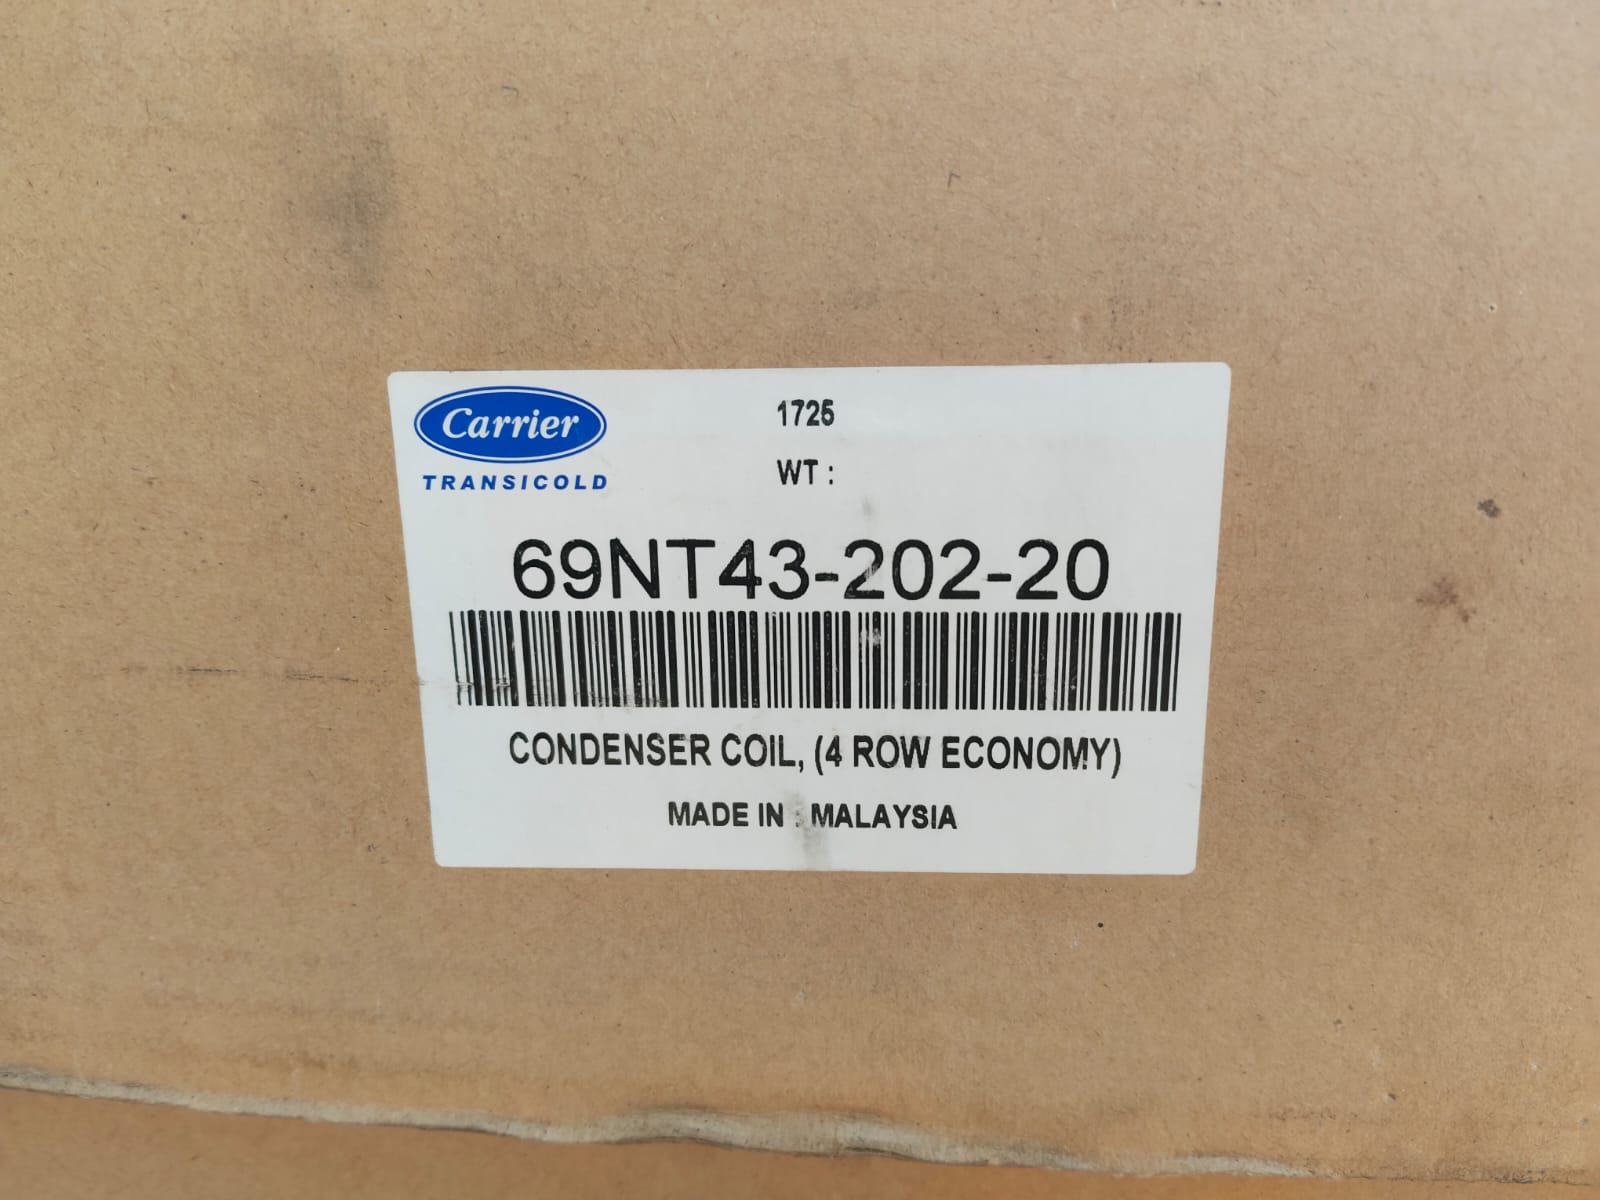 Carrier
TRANSICOLD
1725
WT :
69NT43-202-20
CONDENSER COIL, (4 ROW ECONOMY)
MADE IN : MALAYSIA